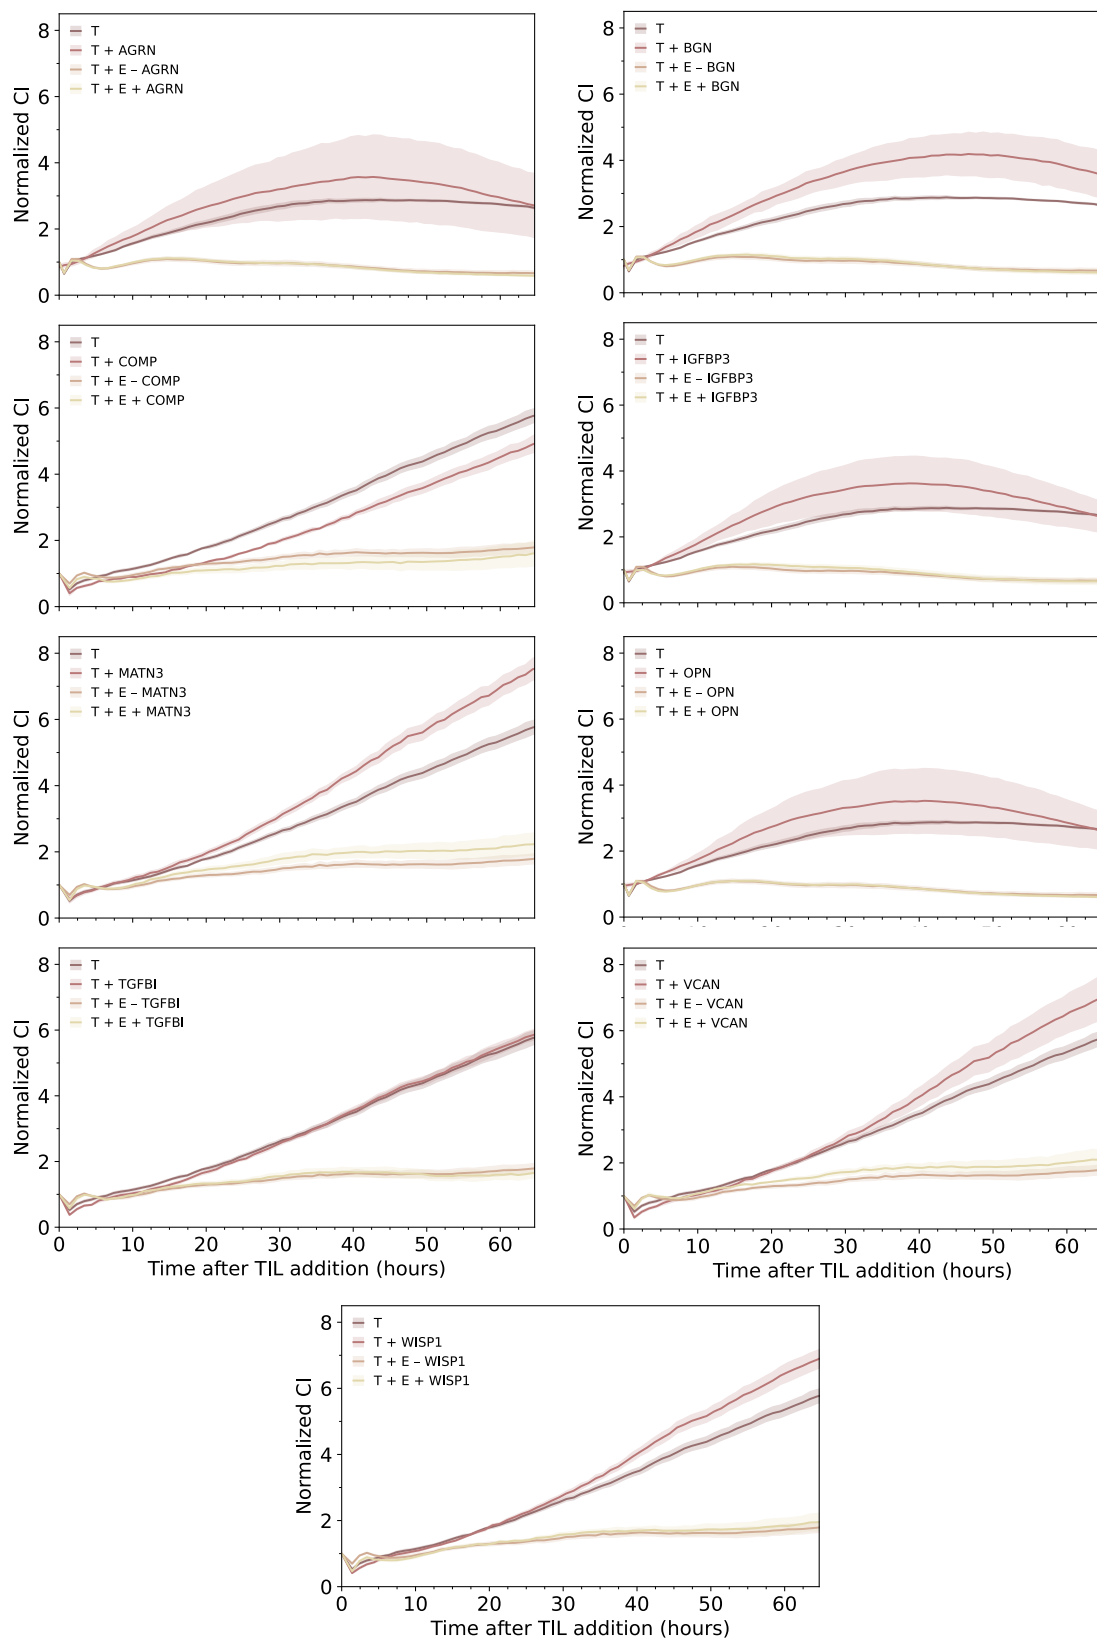 Normalized CI
8
6
4
2
0
T
T + AGRN
T + E – AGRN
T + E + AGRN
Normalized CI
8
6
4
2
0
T
T + BGN
T + E – BGN
T + E + BGN
Normalized CI
8
6
4
2
0
T
T + COMP
T + E – COMP
T + E + COMP
Normalized CI
8
6
4
2
0
T
T + IGFBP3
T + E – IGFBP3
T + E + IGFBP3
Normalized CI
8
6
4
2
0
T
T + MATN3
T + E – MATN3
T + E + MATN3
Normalized CI
8
6
4
2
0
T
T + OPN
T + E – OPN
T + E + OPN
Normalized CI
8
6
4
2
0
T
T + TGFBI
T + E – TGFBI
T + E + TGFBI
0 10 20 30 40 50 60
Time after TIL addition (hours)
Normalized CI
8
6
4
2
0
T
T + VCAN
T + E – VCAN
T + E + VCAN
0 10 20 30 40 50 60
Time after TIL addition (hours)
Normalized CI
8
6
4
2
0
T
T + WISP1
T + E – WISP1
T + E + WISP1
0 10 20 30 40 50 60
Time after TIL addition (hours)